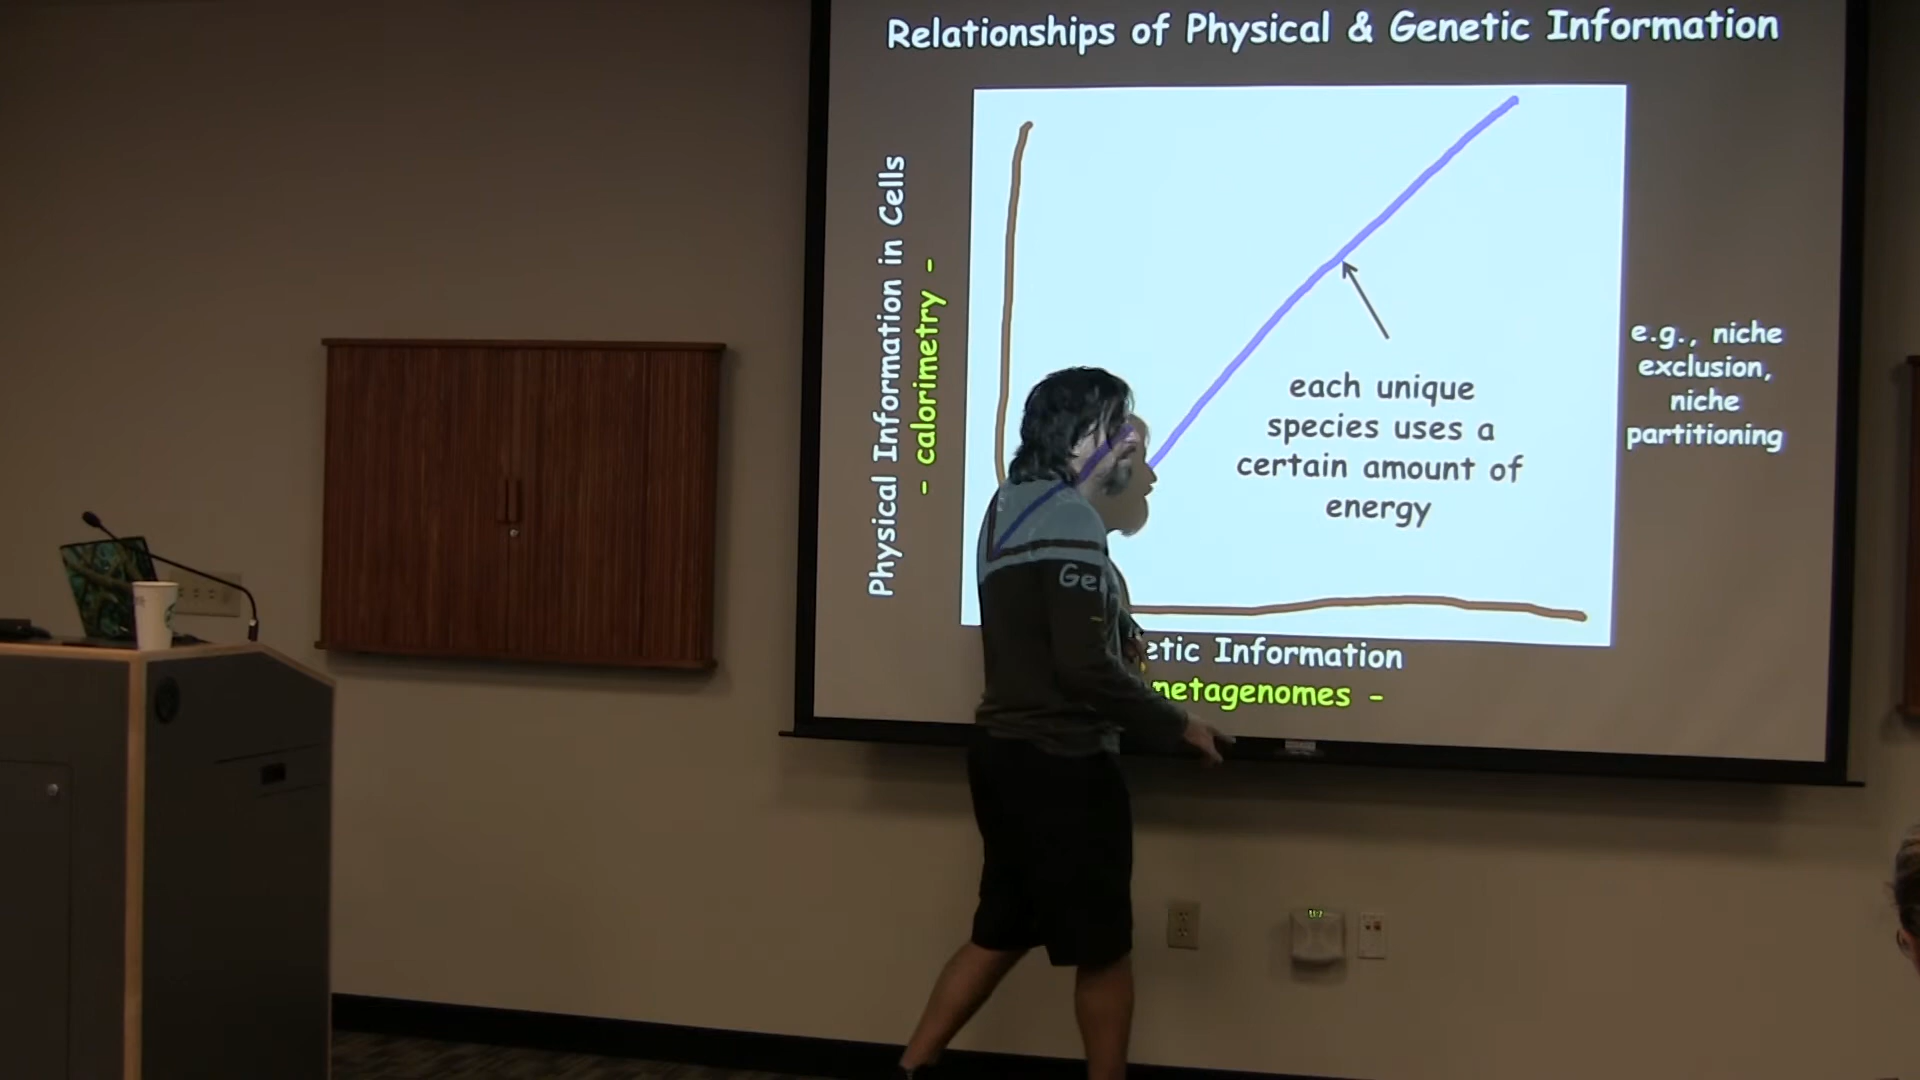 Relationships of Physical & Genetic Information
Physical Information in Cells
- calorimetry -
each unique
species uses a
certain amount of
energy
e.g., niche
exclusion,
niche
partitioning
Genetic Information
metagenomes -